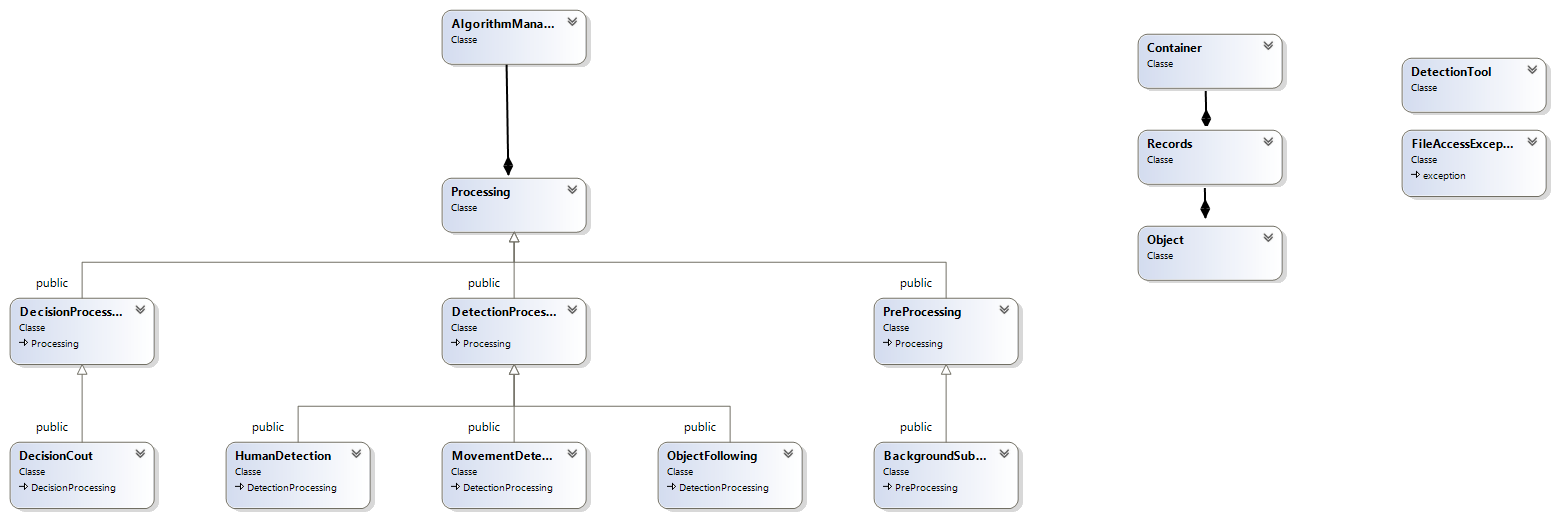 AlgorithmMana...
Classe
Container
Classe
DetectionTool
Classe
Records
Classe
FileAccessExcep...
Classe
exception
Processing
Classe
Object
Classe
public
public
public
DecisionProcess...
Classe
Processing
DetectionProces...
Classe
Processing
PreProcessing
Classe
Processing
public
public
public
public
public
DecisionCout
Classe
DecisionProcessing
HumanDetection
Classe
DetectionProcessing
MovementDete...
Classe
DetectionProcessing
ObjectFollowing
Classe
DetectionProcessing
BackgroundSub...
Classe
PreProcessing